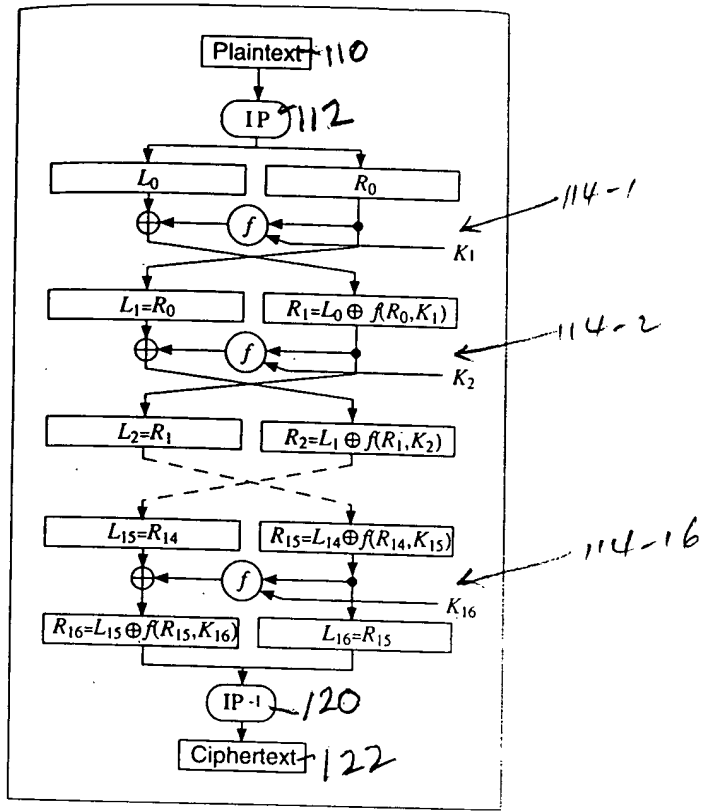 Plaintext 110
IP 112
L₀ R₀
114-1
f
K₁
L₁=R₀ R₁=L₀ ⊕ f(R₀,K₁)
114-2
f
K₂
L₂=R₁ R₂=L₁ ⊕ f(R₁,K₂)
L₁₅=R₁₄ R₁₅=L₁₄⊕f(R₁₄,K₁₅)
114-16
f
K₁₆
R₁₆=L₁₅⊕f(R₁₅,K₁₆) L₁₆=R₁₅
IP⁻¹ 120
Ciphertext 122